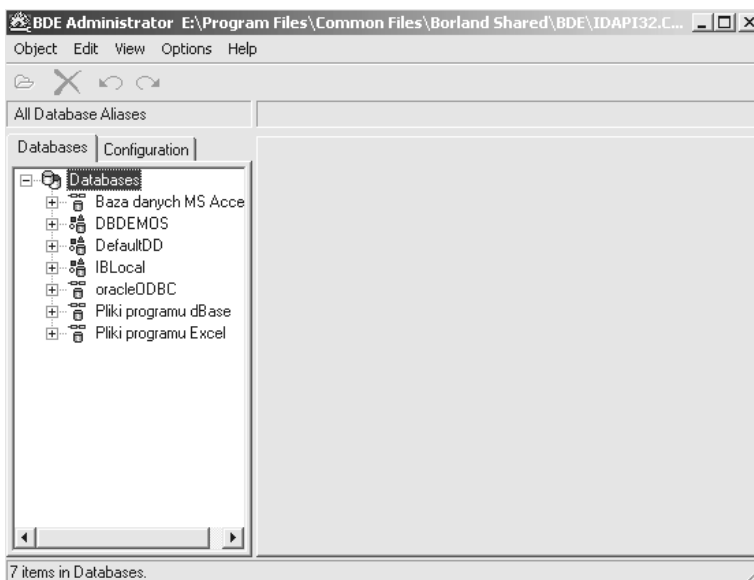 BDE Administrator E:\Program Files\Common Files\Borland Shared\BDE\IDAPI32.C...
Object Edit View Options Help
All Database Aliases
Databases Configuration
Databases
Baza danych MS Acce
DBDEMOS
DefaultDD
IBLocal
oracleODBC
Pliki programu dBase
Pliki programu Excel
7 items in Databases.